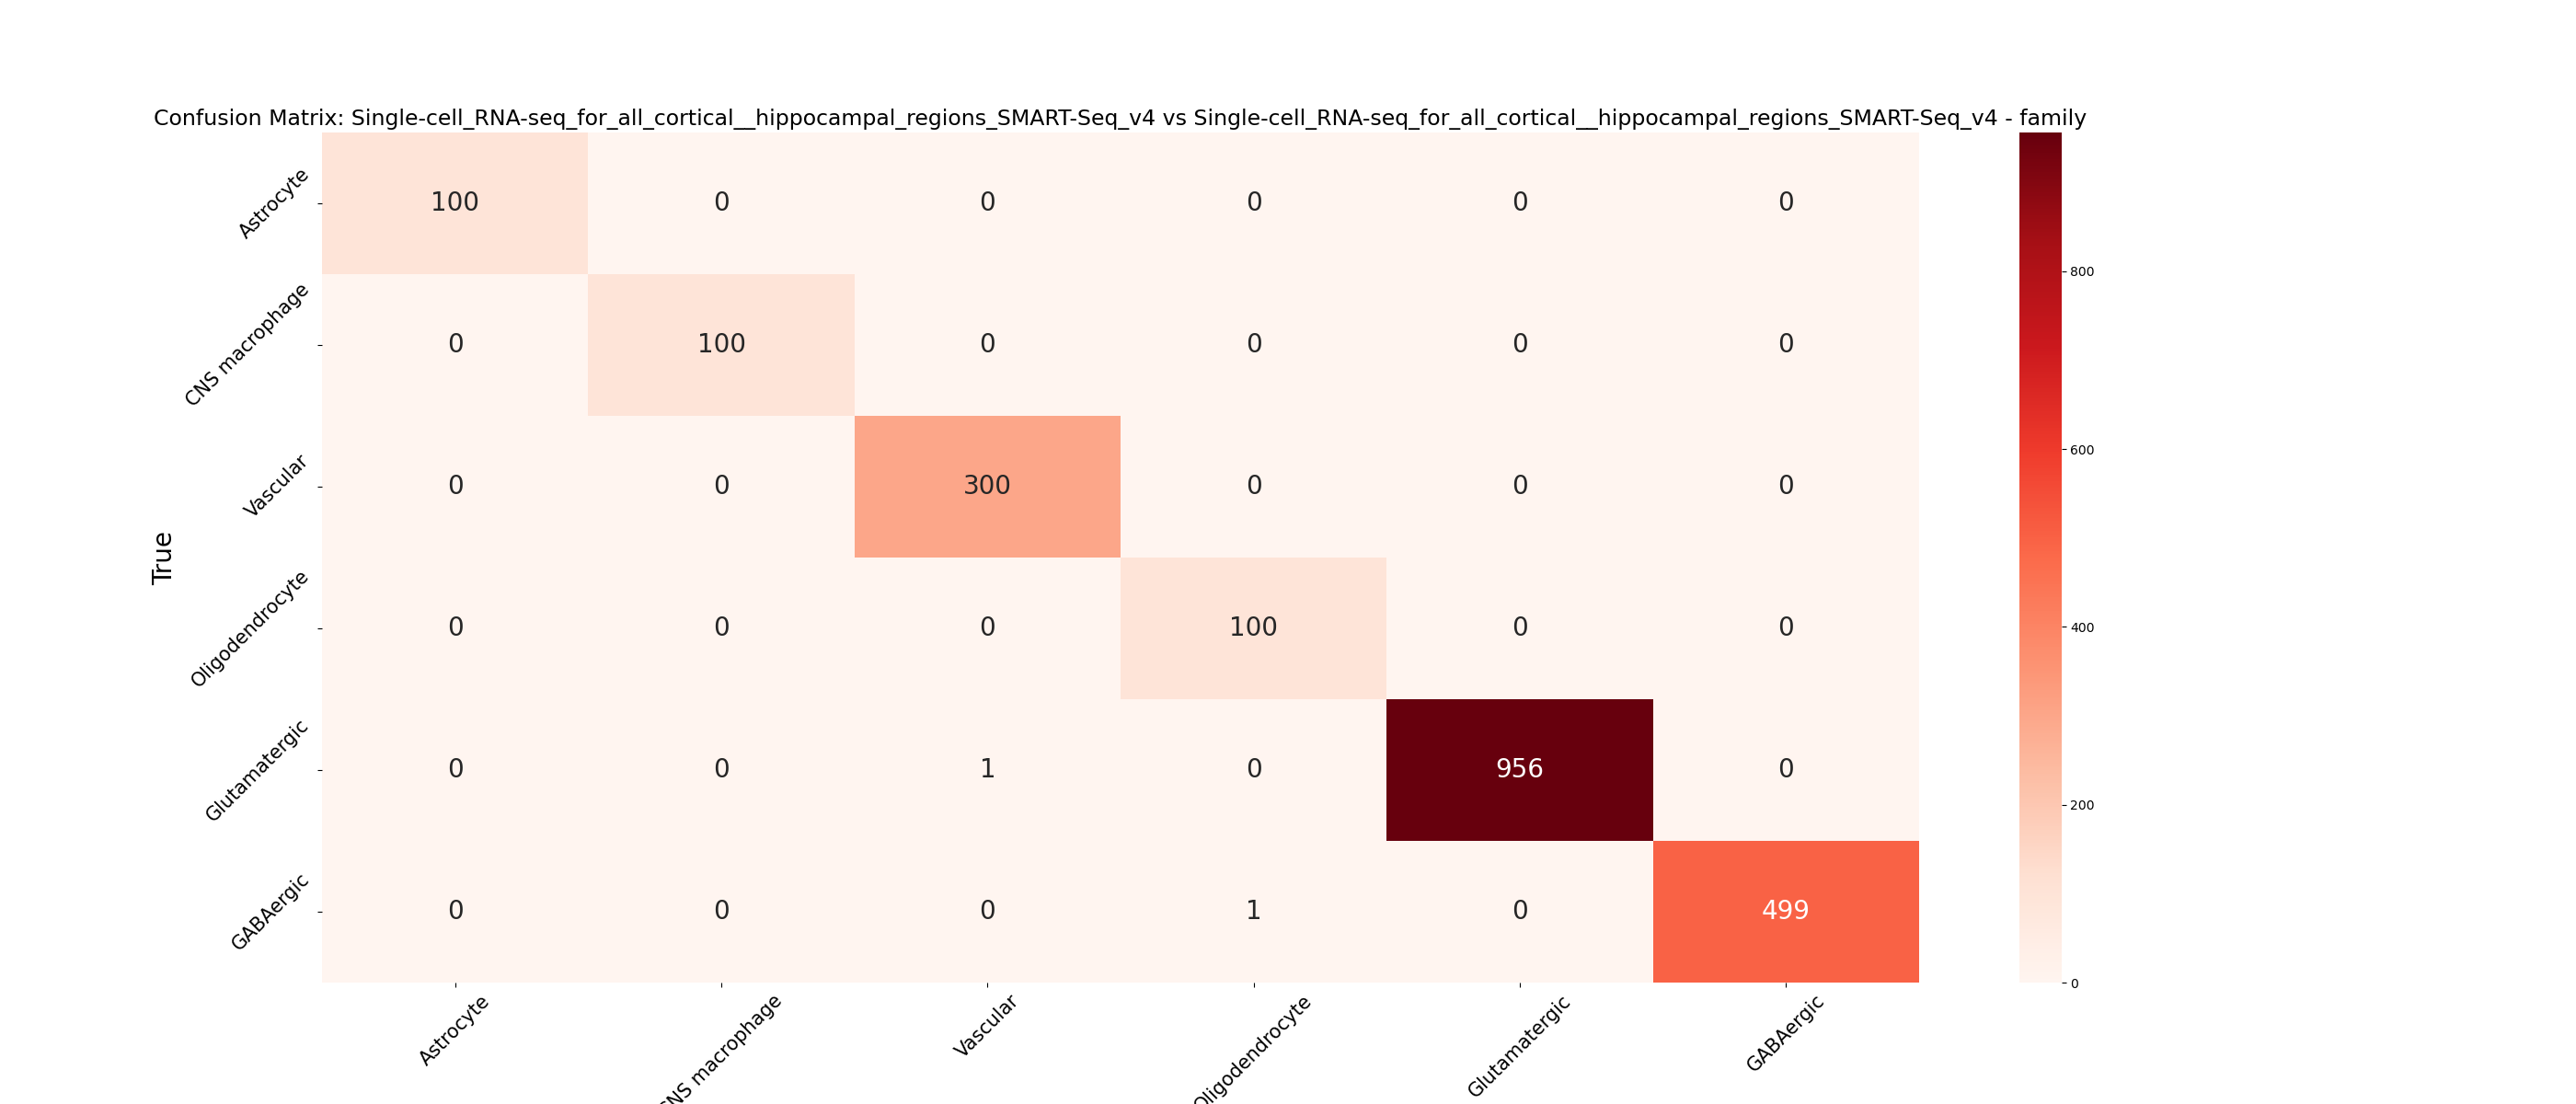 Confusion Matrix: Single-cell_RNA-seq_for_all_cortical__hippocampal_regions_SMART-Seq_v4 vs Single-cell_RNA-seq_for_all_cortical__hippocampal_regions_SMART-Seq_v4 - family
Astrocyte 100 0 0 0 0 0
CNS macrophage 0 100 0 0 0 0
Vascular 0 0 300 0 0 0
Oligodendrocyte 0 0 0 100 0 0
Glutamatergic 0 0 1 0 956 0
GABAergic 0 0 0 1 0 499
True
Astrocyte CNS macrophage Vascular Oligodendrocyte Glutamatergic GABAergic
800
600
400
200
0